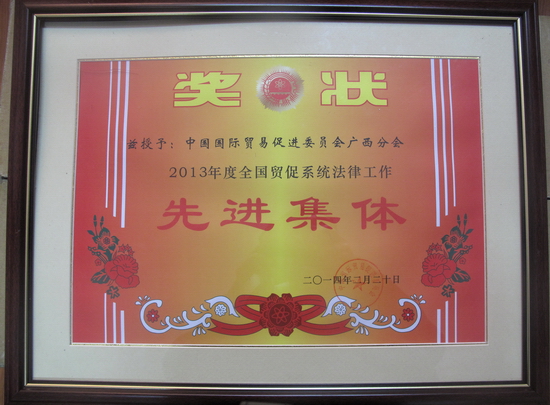 奖状
兹授予：中国国际贸易促进委员会广西分会
2013年度全国贸促系统法律工作
先进集体
二〇一四年二月二十日